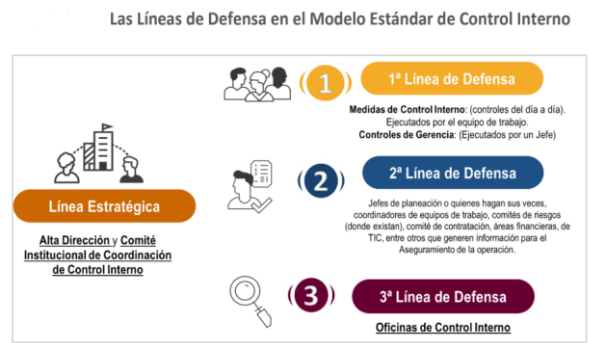 Las Líneas de Defensa en el Modelo Estándar de Control Interno
Línea Estratégica
Alta Dirección y Comité
Institucional de Coordinación
de Control Interno
1
1ª Línea de Defensa
Medidas de Control Interno: (controles del día a día).
Ejecutados por el equipo de trabajo.
Controles de Gerencia: (Ejecutados por un Jefe)
2
2ª Línea de Defensa
Jefes de planeación o quienes hagan sus veces,
coordinadores de equipos de trabajo, comités de riesgos
(donde existan), comité de contratación, áreas financieras, de
TIC, entre otros que generen información para el
Aseguramiento de la operación.
3
3ª Línea de Defensa
Oficinas de Control Interno